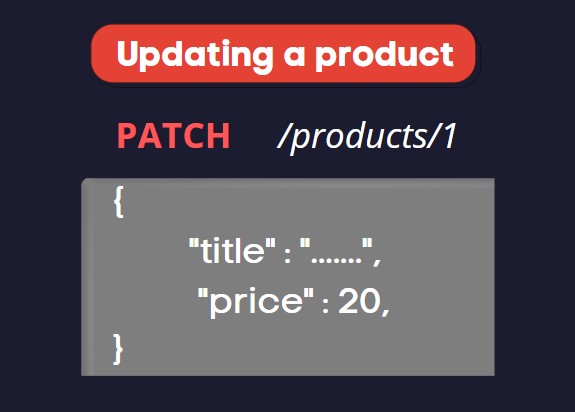 Updating a product
PATCH /products/1
{
"title" : ".......",
"price" : 20,
}